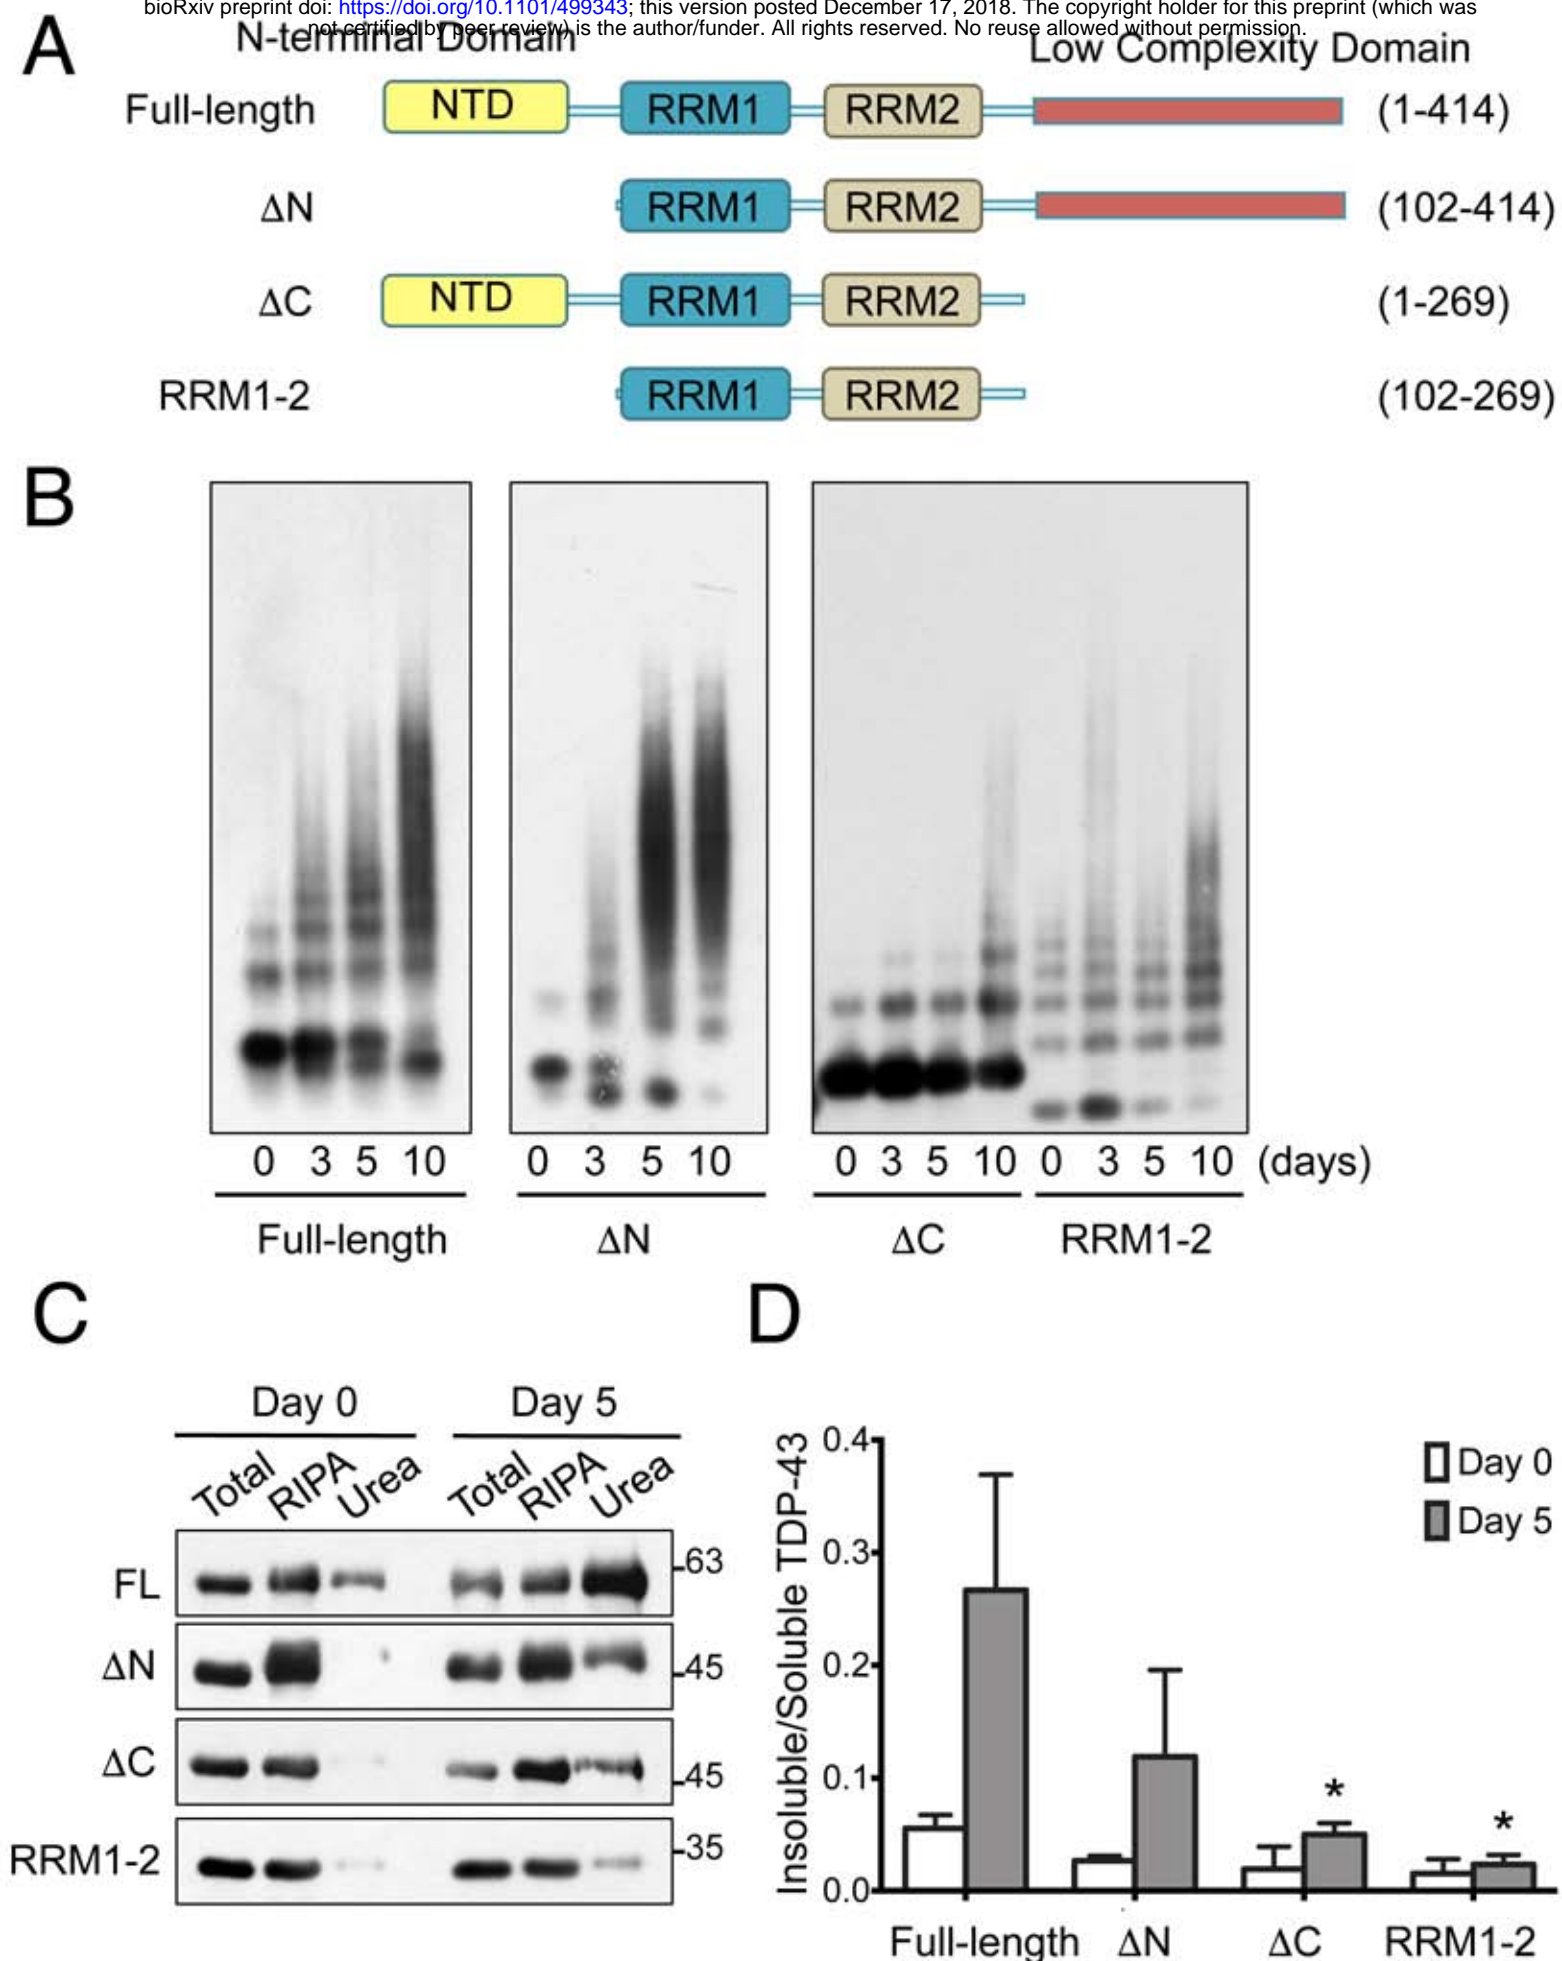 bioRxiv preprint doi: https://doi.org/10.1101/499343; this version posted December 17, 2018. The copyright holder for this preprint (which was
not certified by peer review) is the author/funder. All rights reserved. No reuse allowed without permission.
A
N-terminal Domain
Low Complexity Domain
Full-length NTD RRM1 RRM2 (1-414)
ΔN RRM1 RRM2 (102-414)
ΔC NTD RRM1 RRM2 (1-269)
RRM1-2 RRM1 RRM2 (102-269)
B
0 3 5 10 0 3 5 10 0 3 5 10 0 3 5 10 (days)
Full-length ΔN ΔC RRM1-2
C
Day 0 Day 5
Total RIPA Urea Total RIPA Urea
FL 63
ΔN 45
ΔC 45
RRM1-2 35
D
Insoluble/Soluble TDP-43
0.4
0.3
0.2
0.1
0.0
Day 0
Day 5
* *
Full-length ΔN ΔC RRM1-2